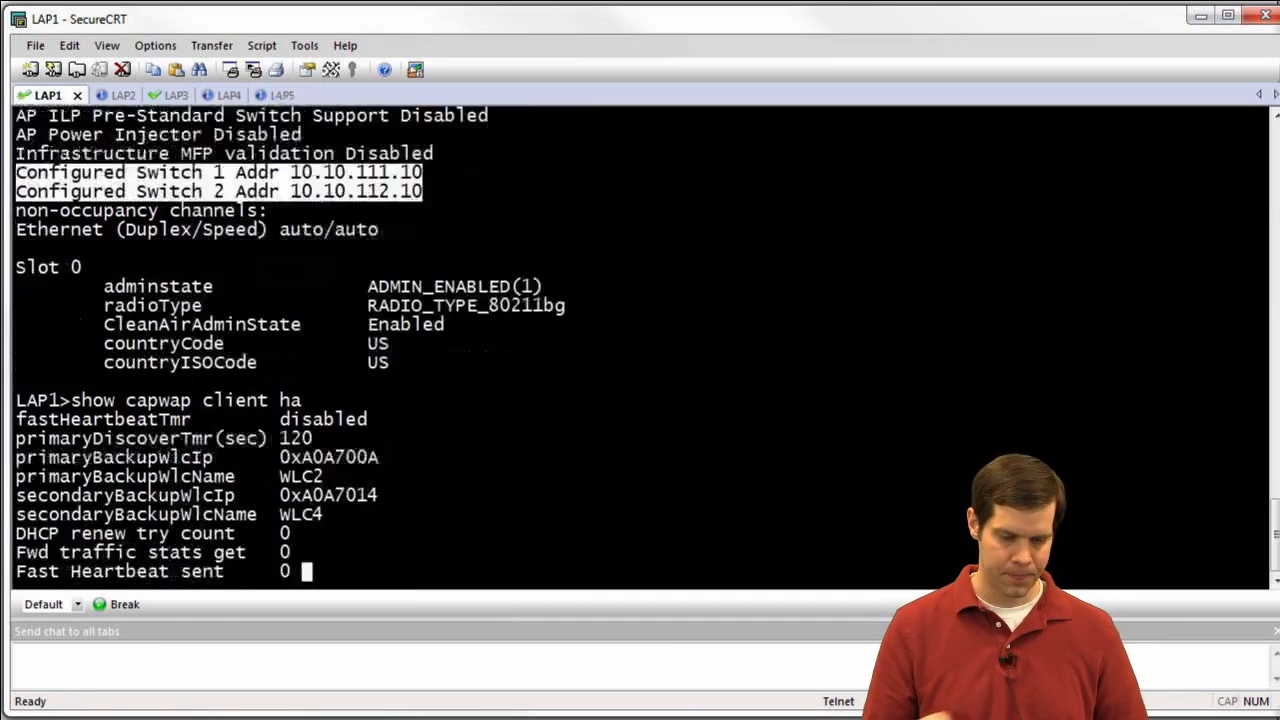 LAP1 - SecureCRT
File Edit View Options Transfer Script Tools Help
LAP1 LAP2 LAP3 LAP4 LAP5
AP ILP Pre-Standard Switch Support Disabled
AP Power Injector Disabled
Infrastructure MFP validation Disabled
Configured Switch 1 Addr 10.10.111.10
Configured Switch 2 Addr 10.10.112.10
non-occupancy channels:
Ethernet (Duplex/Speed) auto/auto
Slot 0
adminstate ADMIN_ENABLED(1)
radioType RADIO_TYPE_80211bg
CleanAirAdminState Enabled
countryCode US
countryISOCode US
LAP1>show capwap client ha
fastHeartbeatTmr disabled
primaryDiscoverTmr(sec) 120
primaryBackupWlcIp 0xA0A700A
primaryBackupWlcName WLC2
secondaryBackupWlcIp 0xA0A7014
secondaryBackupWlcName WLC4
DHCP renew try count 0
Fwd traffic stats get 0
Fast Heartbeat sent 0
Default Break
Send chat to all tabs
Ready Telnet CAP NUM